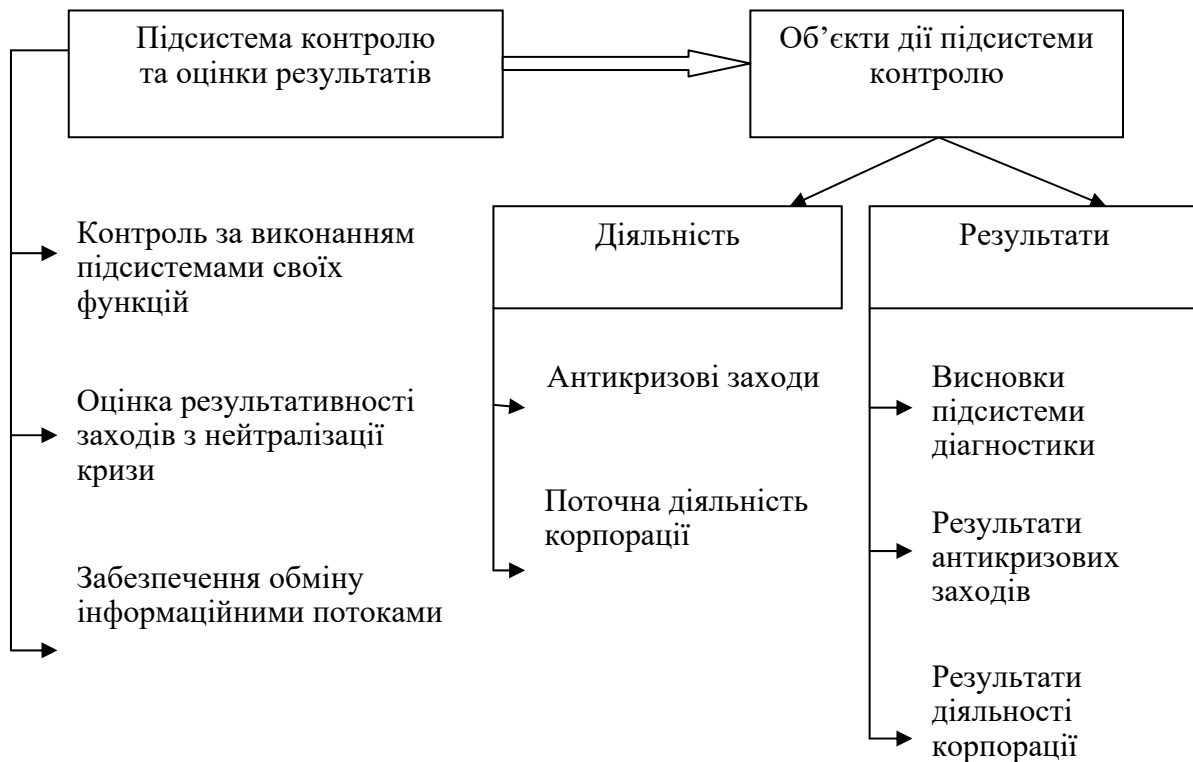 Підсистема контролю
та оцінки результатів
Об’єкти дії підсистеми
контролю
Контроль за виконанням
підсистемами своїх
функцій
Оцінка результативності
заходів з нейтралізації
кризи
Забезпечення обміну
інформаційними потоками
Діяльність
Антикризові заходи
Поточна діяльність
корпорації
Результати
Висновки
підсистеми
діагностики
Результати
антикризових
заходів
Результати
діяльності
корпорації